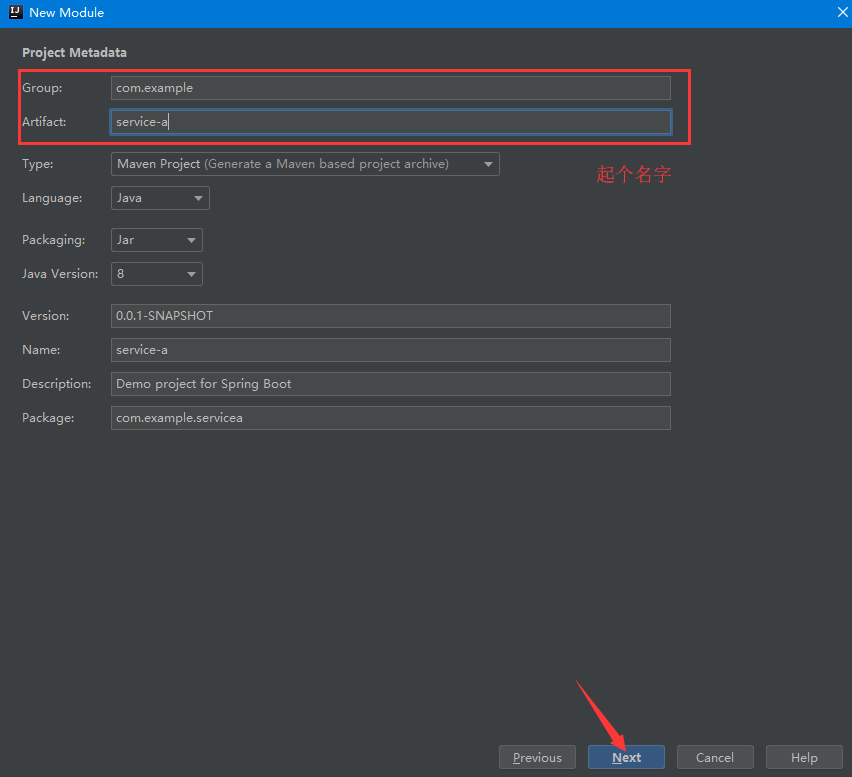 New Module
Project Metadata
Group: com.example
Artifact: service-a
Type: Maven Project (Generate a Maven based project archive)
起个名字
Language: Java
Packaging: Jar
Java Version: 8
Version: 0.0.1-SNAPSHOT
Name: service-a
Description: Demo project for Spring Boot
Package: com.example.servicea
Previous Next Cancel Help